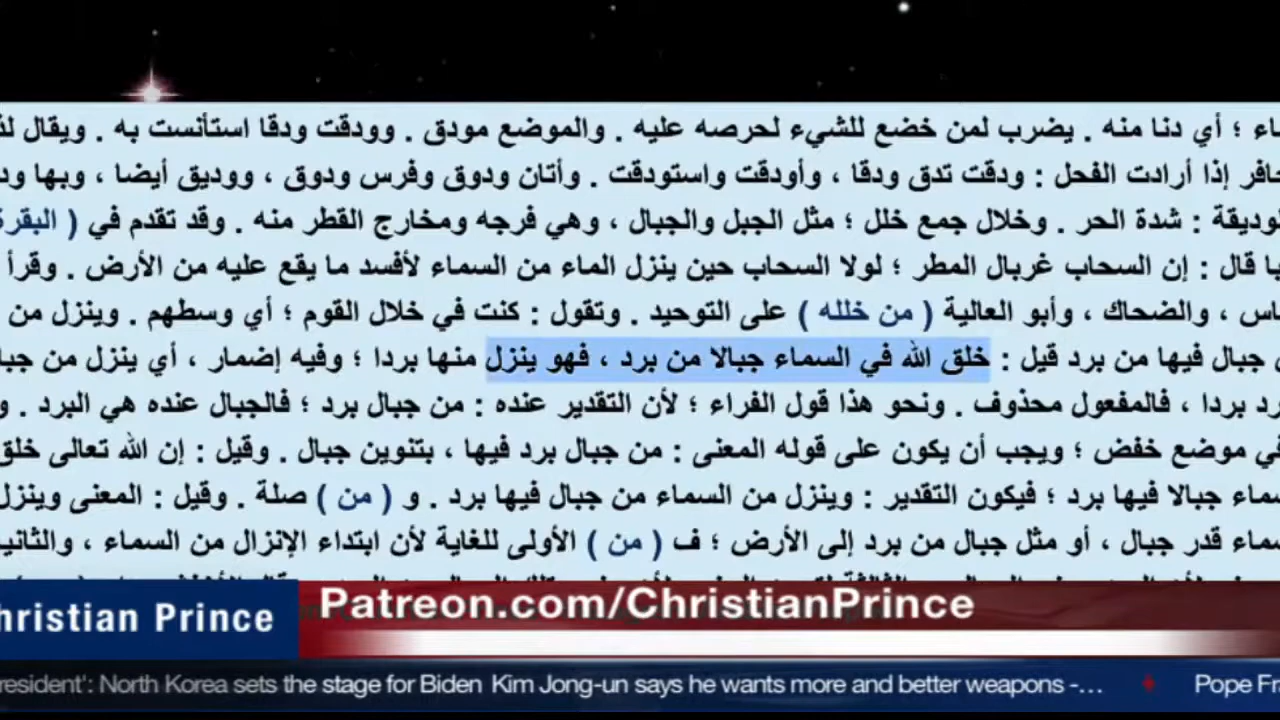 اء ؛ أي دنا منه . يضرب لمن خضع للشيء لحرصه عليه . والموضع مودق . وودقت ودقا استأنست به . ويقال لذ
حافر إذا أرادت الفحل : ودقت تدق ودقا ، وأودقت واستودقت . وأتان ودوق وفرس ودوق ، ووديق أيضا ، وبها ود
وديقة : شدة الحر . وخلال جمع خلل ؛ مثل الجبل والجبال ، وهي فرجه ومخارج القطر منه . وقد تقدم في ( البقرة
با قال : إن السحاب غربال المطر ؛ لولا السحاب حين ينزل الماء من السماء لأفسد ما يقع عليه من الأرض . وقرأ
اس ، والضحاك ، وأبو العالية ( من خلله ) على التوحيد . وتقول : كنت في خلال القوم ؛ أي وسطهم . وينزل من
جبال فيها من برد قيل : خلق الله في السماء جبالا من برد ، فهو ينزل منها بردا ؛ وفيه إضمار ، أي ينزل من جبا
رد بردا ، فالمفعول محذوف . ونحو هذا قول الفراء ؛ لأن التقدير عنده : من جبال برد ؛ فالجبال عنده هي البرد . و
في موضع خفض ؛ ويجب أن يكون على قوله المعنى : من جبال برد فيها ، بتنوين جبال . وقيل : إن الله تعالى خلق
سماء جبالا فيها برد ؛ فيكون التقدير : وينزل من السماء من جبال فيها برد . و ( من ) صلة . وقيل : المعنى وينزل
سماء قدر جبال ، أو مثل جبال من برد إلى الأرض ؛ ف ( من ) الأولى للغاية لأن ابتداء الإنزال من السماء ، والثاني
hristian Prince
Patreon.com/ChristianPrince
resident': North Korea sets the stage for Biden Kim Jong-un says he wants more and better weapons -… Pope Fr